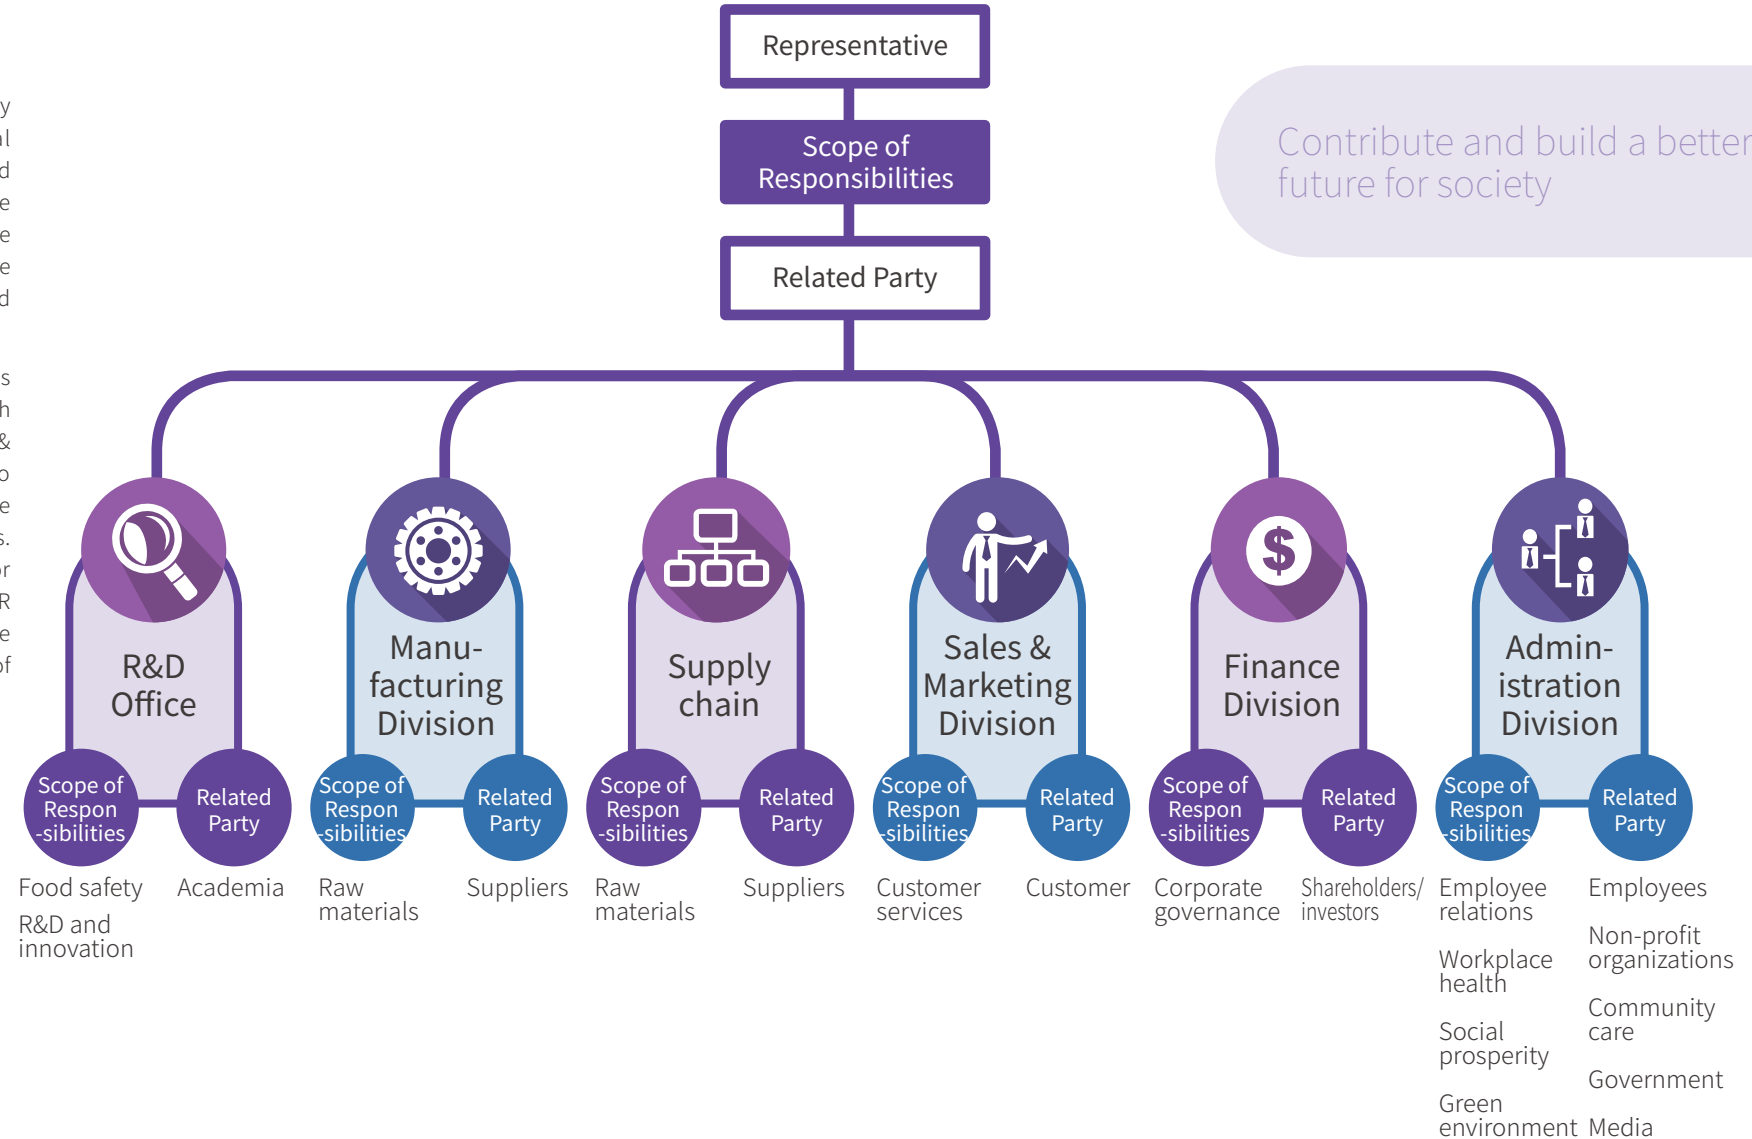 Representative
Scope of
Responsibilities
Related Party
Contribute and build a better
future for society
y
al
d
e
e
e
d
s
h
&
o
e
s.
or
R
e
of
R&D
Office
Manu-
facturing
Division
Supply
chain
Sales &
Marketing
Division
$
Finance
Division
Admin-
istration
Division
Scope of
Respon
-sibilities
Related
Party
Scope of
Respon
-sibilities
Related
Party
Scope of
Respon
-sibilities
Related
Party
Scope of
Respon
-sibilities
Related
Party
Scope of
Respon
-sibilities
Related
Party
Scope of
Respon
-sibilities
Related
Party
Food safety
R&D and
innovation
Academia
Raw
materials
Suppliers
Raw
materials
Suppliers
Customer
services
Customer
Corporate
governance
Shareholders/
investors
Employee
relations
Workplace
health
Social
prosperity
Green
environment
Employees
Non-profit
organizations
Community
care
Government
Media